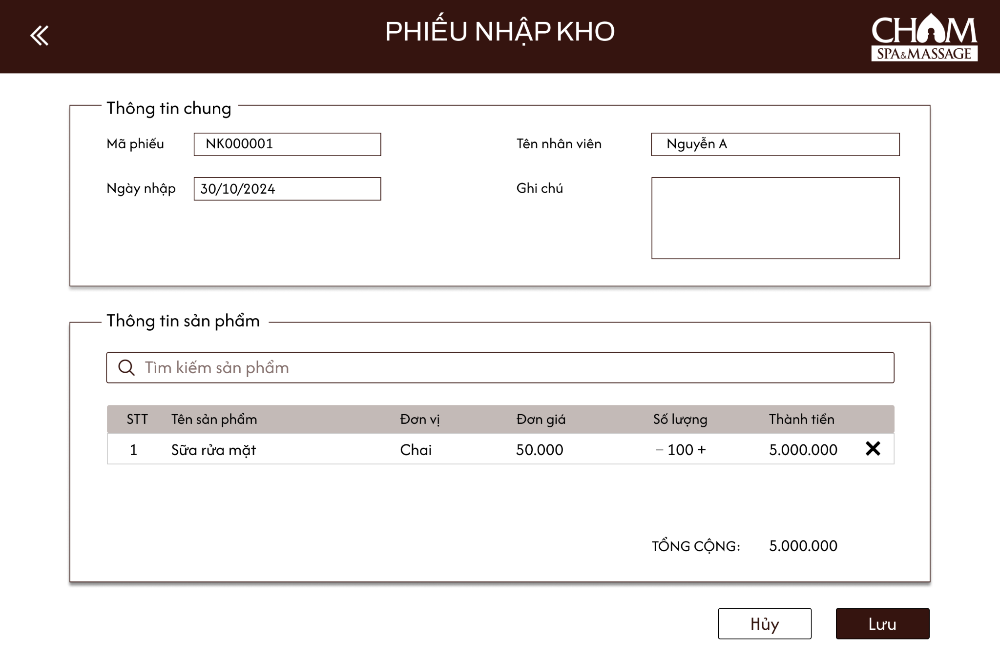 PHIẾU NHẬP KHO
CHAM
SPA&MASSAGE
Thông tin chung
Mã phiếu NK000001 Tên nhân viên Nguyễn A
Ngày nhập 30/10/2024 Ghi chú
Thông tin sản phẩm
Tìm kiếm sản phẩm
STT Tên sản phẩm Đơn vị Đơn giá Số lượng Thành tiền
1 Sữa rửa mặt Chai 50.000 – 100 + 5.000.000
TỔNG CỘNG: 5.000.000
Hủy Lưu